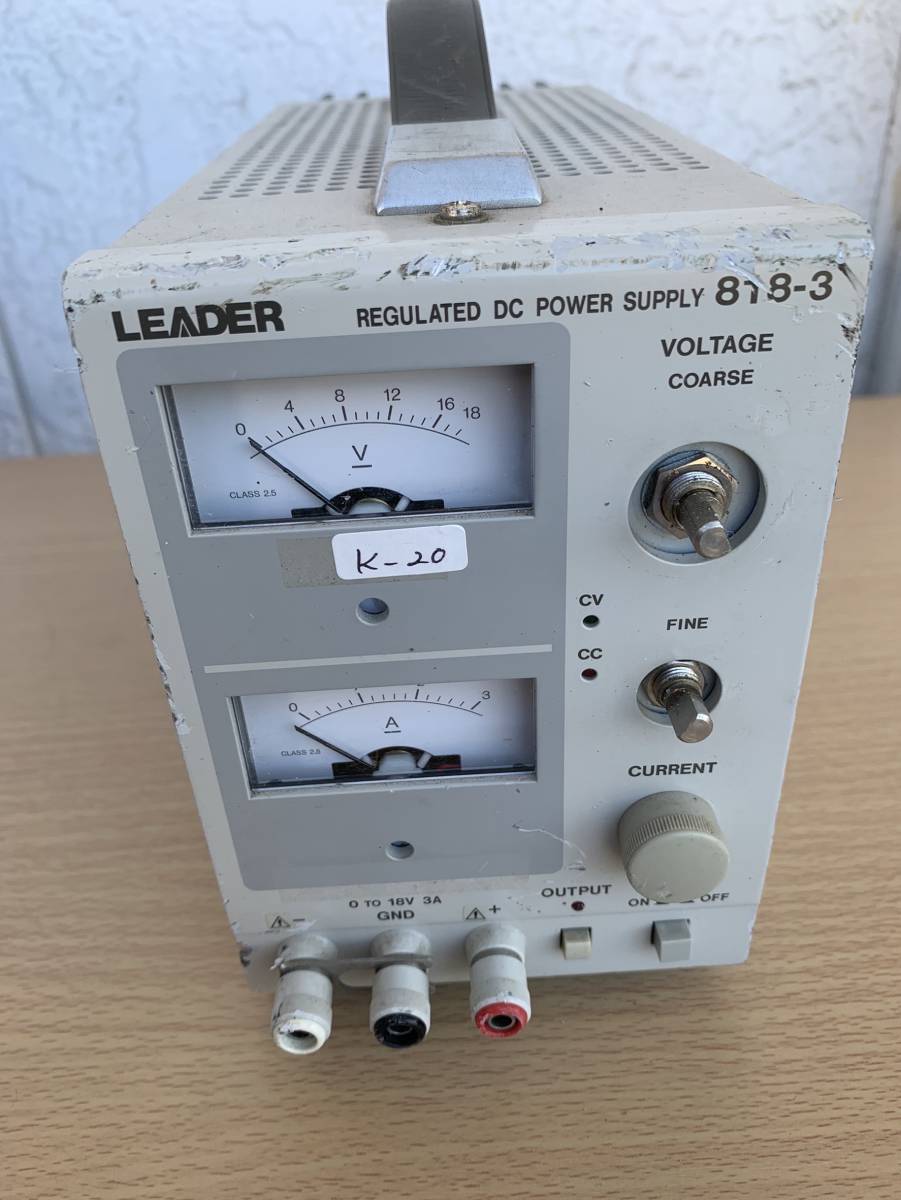 LEADER
REGULATED DC POWER SUPPLY 818-3
VOLTAGE
COARSE
0 4 8 12 16 18
V
CLASS 2.5
K-20
CV
FINE
CC
0 3
A
CLASS 2.5
CURRENT
OUTPUT
ON OFF
0 TO 18V 3A
− GND +